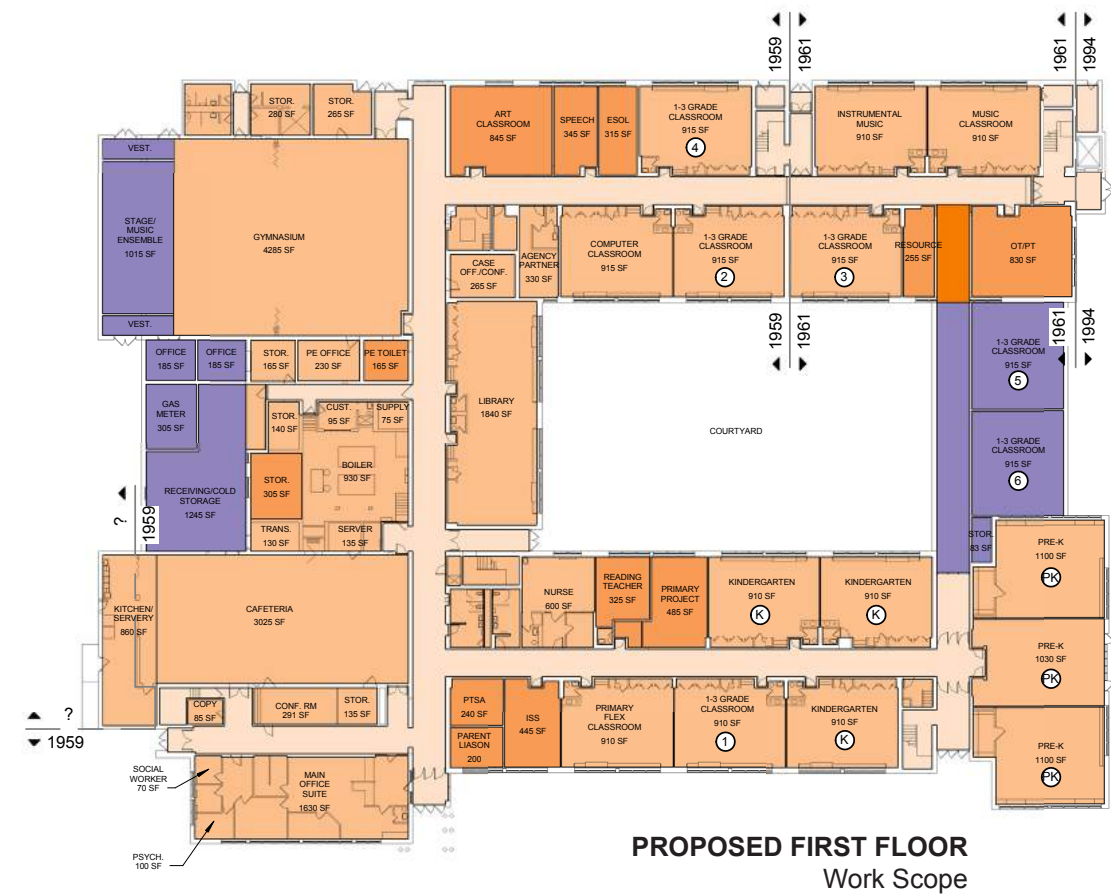 1959
1961
1961
1994
STOR.
280 SF
STOR.
265 SF
ART
CLASSROOM
845 SF
SPEECH
345 SF
ESOL
315 SF
1-3 GRADE
CLASSROOM
915 SF
4
INSTRUMENTAL
MUSIC
910 SF
MUSIC
CLASSROOM
910 SF
VEST.
STAGE/
MUSIC
ENSEMBLE
1015 SF
VEST.
GYMNASIUM
4285 SF
CASE
OFF./CONF.
265 SF
AGENCY
PARTNER
330 SF
COMPUTER
CLASSROOM
915 SF
1-3 GRADE
CLASSROOM
915 SF
2
1-3 GRADE
CLASSROOM
915 SF
3
RESOURCE
255 SF
OT/PT
830 SF
1959
1961
1961
1994
OFFICE
185 SF
OFFICE
185 SF
STOR.
165 SF
PE OFFICE
230 SF
PE TOILET
165 SF
1-3 GRADE
CLASSROOM
915 SF
5
GAS
METER
305 SF
STOR.
140 SF
CUST.
95 SF
SUPPLY
75 SF
LIBRARY
1840 SF
COURTYARD
1-3 GRADE
CLASSROOM
915 SF
6
BOILER
930 SF
STOR.
305 SF
RECEIVING/COLD
STORAGE
1245 SF
?
1959
TRANS.
130 SF
SERVER
135 SF
STOR.
83 SF
PRE-K
1100 SF
PK
KITCHEN/
SERVERY
860 SF
CAFETERIA
3025 SF
NURSE
600 SF
READING
TEACHER
325 SF
PRIMARY
PROJECT
485 SF
KINDERGARTEN
910 SF
K
KINDERGARTEN
910 SF
K
PRE-K
1030 SF
PK
?
1959
COPY
85 SF
CONF. RM
291 SF
STOR.
135 SF
PTSA
240 SF
PARENT
LIASON
200
ISS
445 SF
PRIMARY
FLEX
CLASSROOM
910 SF
1-3 GRADE
CLASSROOM
910 SF
1
KINDERGARTEN
910 SF
K
PRE-K
1100 SF
PK
SOCIAL
WORKER
70 SF
MAIN
OFFICE
SUITE
1630 SF
PSYCH.
100 SF
PROPOSED FIRST FLOOR
Work Scope